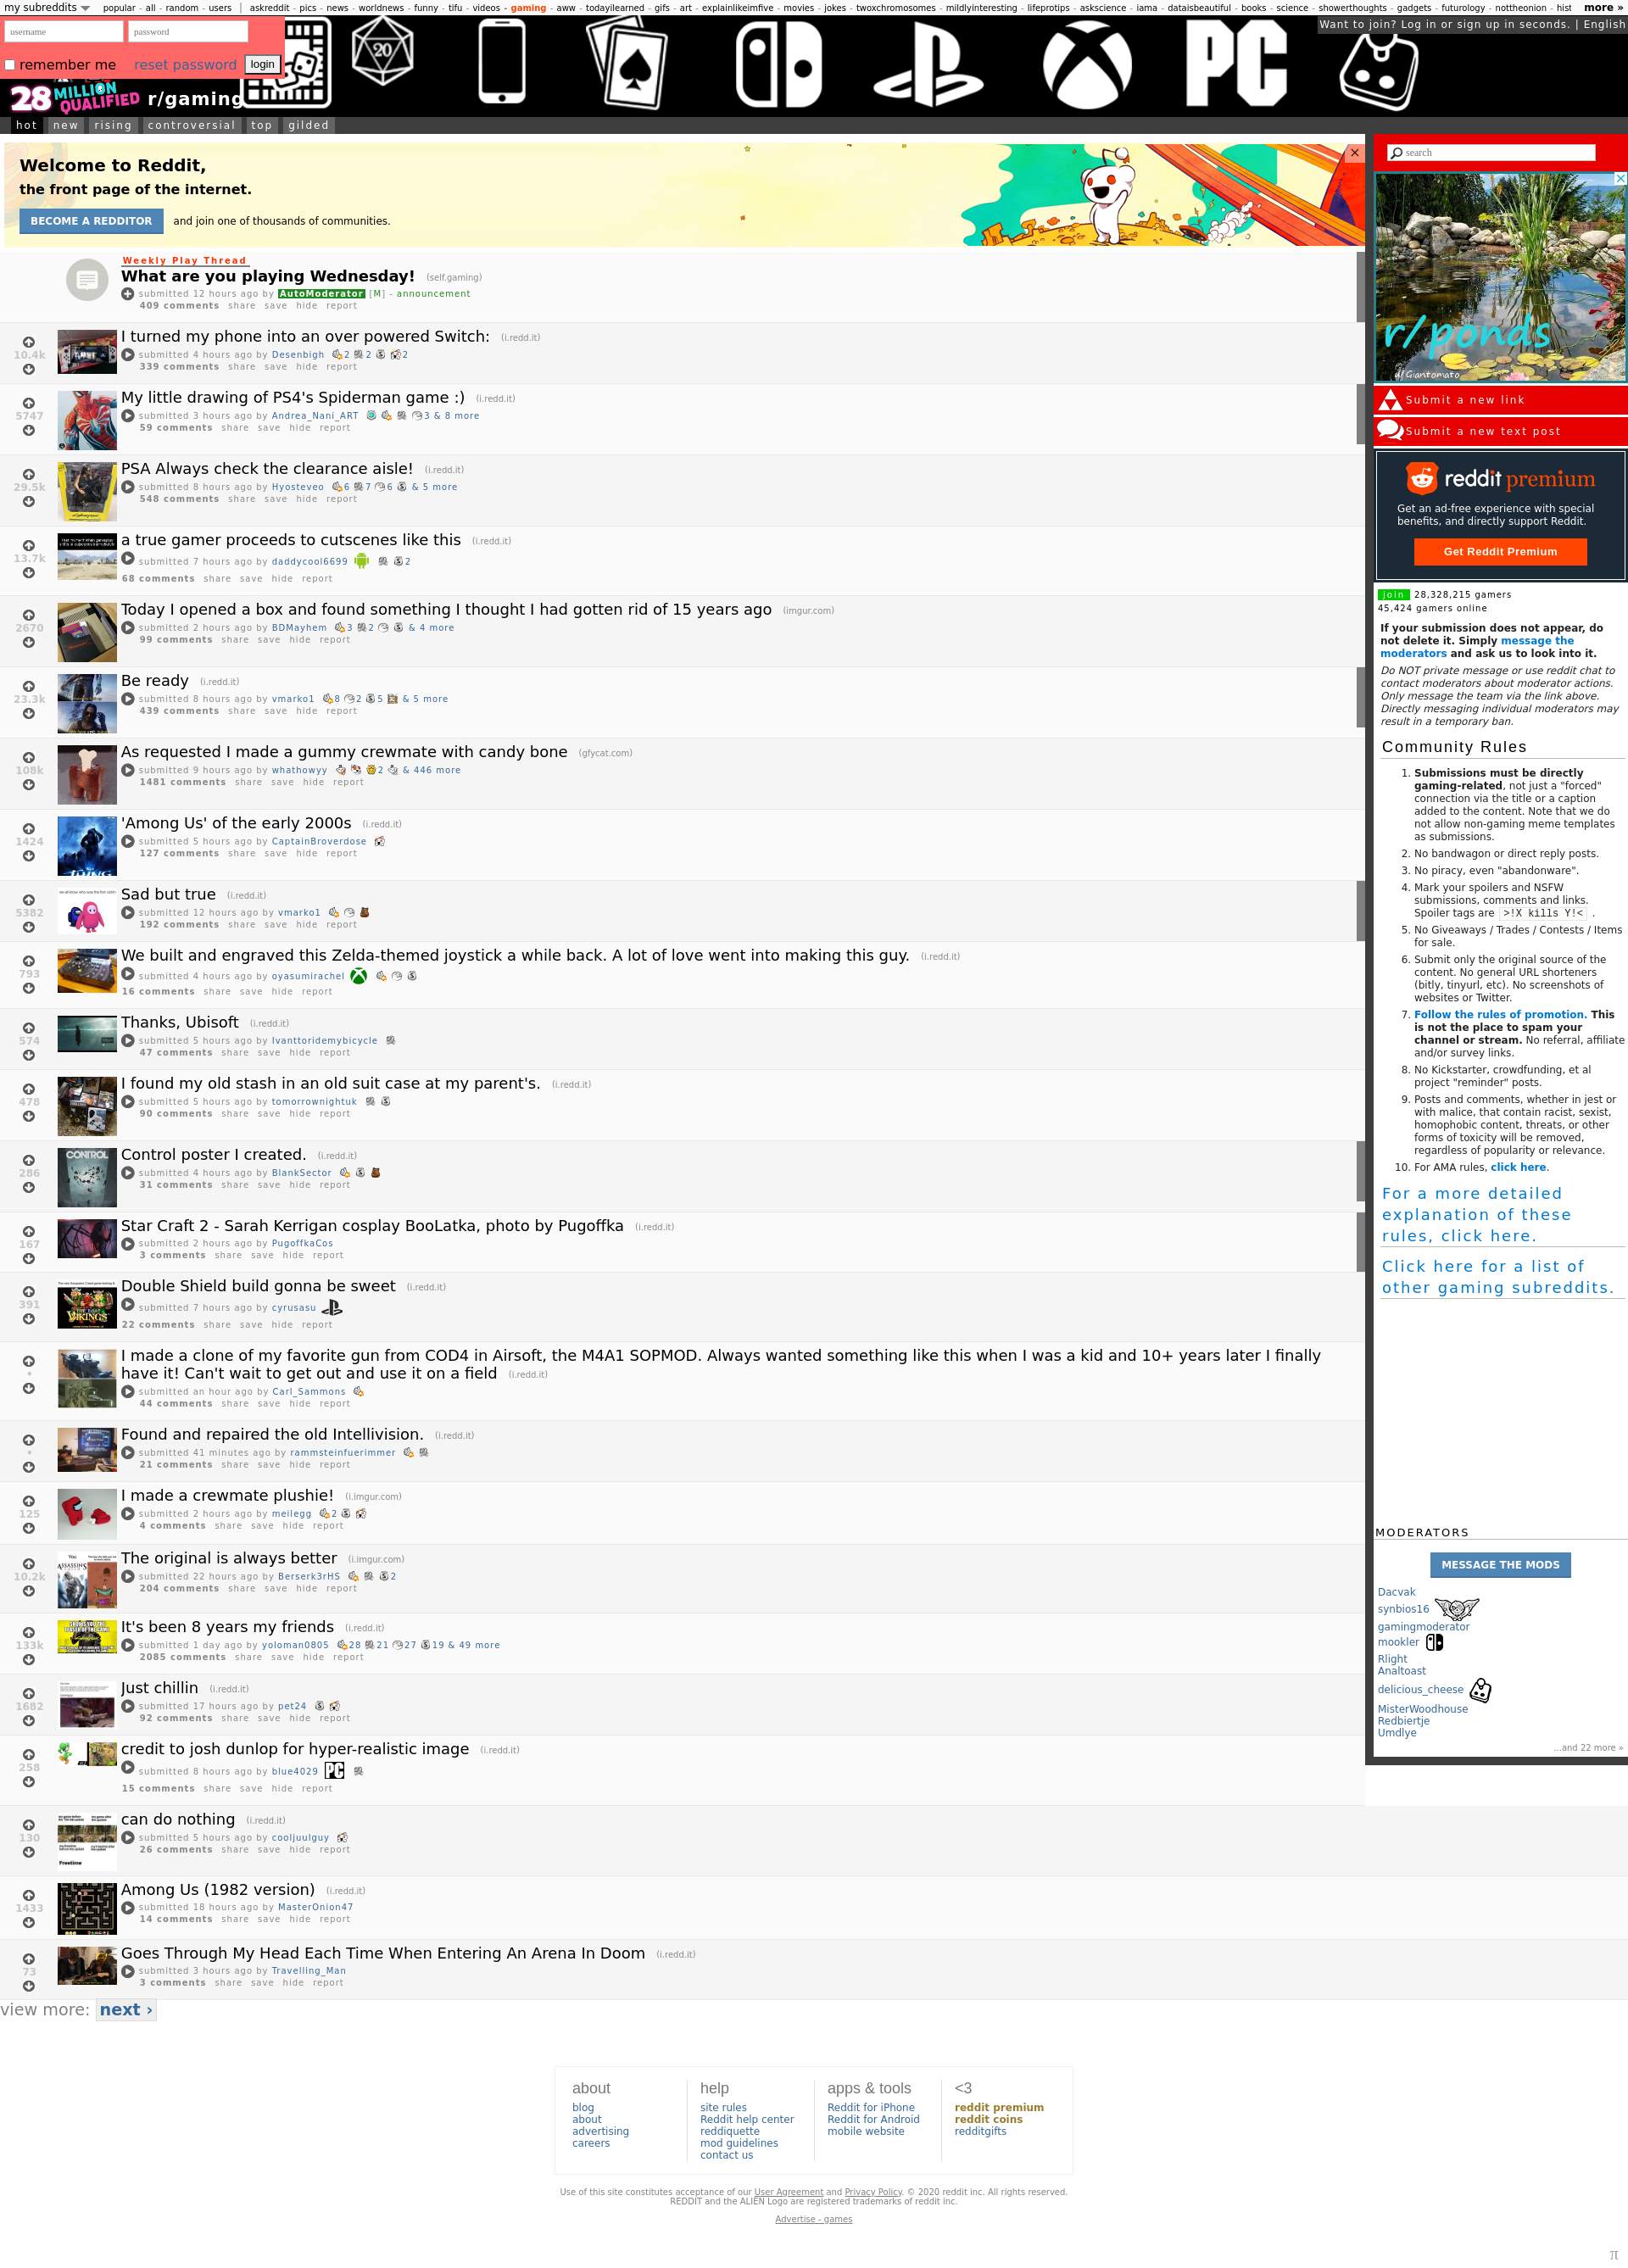 my subreddits popular - all - random - users | askreddit - pics - news - worldnews - funny - tifu - videos - gaming - aww - todayilearned - gifs - art - explainlikeimfive - movies - jokes - twoxchromosomes - mildlyinteresting - lifeprotips - askscience - iama - dataisbeautiful - books - science - showerthoughts - gadgets - futurology - nottheonion - hist more »
username password
Want to join? Log in or sign up in seconds. | English
remember me reset password login
28 MILLION QUALIFIED r/gaming
20
PC
hot new rising controversial top gilded
Welcome to Reddit,
the front page of the internet.
BECOME A REDDITOR and join one of thousands of communities.
Weekly Play Thread
What are you playing Wednesday! (self.gaming)
submitted 12 hours ago by AutoModerator [M] - announcement
409 comments share save hide report
10.4k
I turned my phone into an over powered Switch: (i.redd.it)
submitted 4 hours ago by Desenbigh 2 2 2
339 comments share save hide report
5747
My little drawing of PS4's Spiderman game :) (i.redd.it)
submitted 3 hours ago by Andrea_Nani_ART 3 & 8 more
59 comments share save hide report
29.5k
PSA Always check the clearance aisle! (i.redd.it)
submitted 8 hours ago by Hyosteveo 6 7 6 & 5 more
548 comments share save hide report
13.7k
a true gamer proceeds to cutscenes like this (i.redd.it)
submitted 7 hours ago by daddycool6699 2
68 comments share save hide report
2670
Today I opened a box and found something I thought I had gotten rid of 15 years ago (imgur.com)
submitted 2 hours ago by BDMayhem 3 2 & 4 more
99 comments share save hide report
23.3k
Be ready (i.redd.it)
submitted 8 hours ago by vmarko1 8 2 5 & 5 more
439 comments share save hide report
108k
As requested I made a gummy crewmate with candy bone (gfycat.com)
submitted 9 hours ago by whathowyy 2 & 446 more
1481 comments share save hide report
1424
'Among Us' of the early 2000s (i.redd.it)
submitted 5 hours ago by CaptainBroverdose
127 comments share save hide report
5382
Sad but true (i.redd.it)
submitted 12 hours ago by vmarko1
192 comments share save hide report
793
We built and engraved this Zelda-themed joystick a while back. A lot of love went into making this guy. (i.redd.it)
submitted 4 hours ago by oyasumirachel
16 comments share save hide report
574
Thanks, Ubisoft (i.redd.it)
submitted 5 hours ago by Ivanttoridemybicycle
47 comments share save hide report
478
I found my old stash in an old suit case at my parent's. (i.redd.it)
submitted 5 hours ago by tomorrownightuk
90 comments share save hide report
286
CONTROL
Control poster I created. (i.redd.it)
submitted 4 hours ago by BlankSector
31 comments share save hide report
167
Star Craft 2 - Sarah Kerrigan cosplay BooLatka, photo by Pugoffka (i.redd.it)
submitted 2 hours ago by PugoffkaCos
3 comments share save hide report
391
Double Shield build gonna be sweet (i.redd.it)
submitted 7 hours ago by cyrusasu
22 comments share save hide report
I made a clone of my favorite gun from COD4 in Airsoft, the M4A1 SOPMOD. Always wanted something like this when I was a kid and 10+ years later I finally
have it! Can't wait to get out and use it on a field (i.redd.it)
submitted an hour ago by Carl_Sammons
44 comments share save hide report
Found and repaired the old Intellivision. (i.redd.it)
submitted 41 minutes ago by rammsteinfuerimmer
21 comments share save hide report
125
I made a crewmate plushie! (i.imgur.com)
submitted 2 hours ago by meilegg 2
4 comments share save hide report
10.2k
The original is always better (i.imgur.com)
submitted 22 hours ago by Berserk3rHS 2
204 comments share save hide report
133k
It's been 8 years my friends (i.redd.it)
submitted 1 day ago by yoloman0805 28 21 27 19 & 49 more
2085 comments share save hide report
1682
Just chillin (i.redd.it)
submitted 17 hours ago by pet24
92 comments share save hide report
258
credit to josh dunlop for hyper-realistic image (i.redd.it)
submitted 8 hours ago by blue4029 PC
15 comments share save hide report
130
Freetime
can do nothing (i.redd.it)
submitted 5 hours ago by cooljuulguy
26 comments share save hide report
1433
Among Us (1982 version) (i.redd.it)
submitted 18 hours ago by MasterOnion47
14 comments share save hide report
73
Goes Through My Head Each Time When Entering An Arena In Doom (i.redd.it)
submitted 3 hours ago by Travelling_Man
3 comments share save hide report
view more: next ›
search
r/ponds
u/Giantomato
Submit a new link
Submit a new text post
reddit premium
Get an ad-free experience with special
benefits, and directly support Reddit.
Get Reddit Premium
join 28,328,215 gamers
45,424 gamers online
If your submission does not appear, do
not delete it. Simply message the
moderators and ask us to look into it.
Do NOT private message or use reddit chat to
contact moderators about moderator actions.
Only message the team via the link above.
Directly messaging individual moderators may
result in a temporary ban.
Community Rules
1. Submissions must be directly
gaming-related, not just a "forced"
connection via the title or a caption
added to the content. Note that we do
not allow non-gaming meme templates
as submissions.
2. No bandwagon or direct reply posts.
3. No piracy, even "abandonware".
4. Mark your spoilers and NSFW
submissions, comments and links.
Spoiler tags are >!X kills Y!< .
5. No Giveaways / Trades / Contests / Items
for sale.
6. Submit only the original source of the
content. No general URL shorteners
(bitly, tinyurl, etc). No screenshots of
websites or Twitter.
7. Follow the rules of promotion. This
is not the place to spam your
channel or stream. No referral, affiliate
and/or survey links.
8. No Kickstarter, crowdfunding, et al
project "reminder" posts.
9. Posts and comments, whether in jest or
with malice, that contain racist, sexist,
homophobic content, threats, or other
forms of toxicity will be removed,
regardless of popularity or relevance.
10. For AMA rules, click here.
For a more detailed
explanation of these
rules, click here.
Click here for a list of
other gaming subreddits.
MODERATORS
MESSAGE THE MODS
Dacvak
synbios16
gamingmoderator
mookler
Rlight
Analtoast
delicious_cheese
MisterWoodhouse
Redbiertje
Umdlye
...and 22 more »
about
blog
about
advertising
careers
help
site rules
Reddit help center
reddiquette
mod guidelines
contact us
apps & tools
Reddit for iPhone
Reddit for Android
mobile website
<3
reddit premium
reddit coins
redditgifts
Use of this site constitutes acceptance of our User Agreement and Privacy Policy. © 2020 reddit inc. All rights reserved.
REDDIT and the ALIEN Logo are registered trademarks of reddit inc.
Advertise - games
π